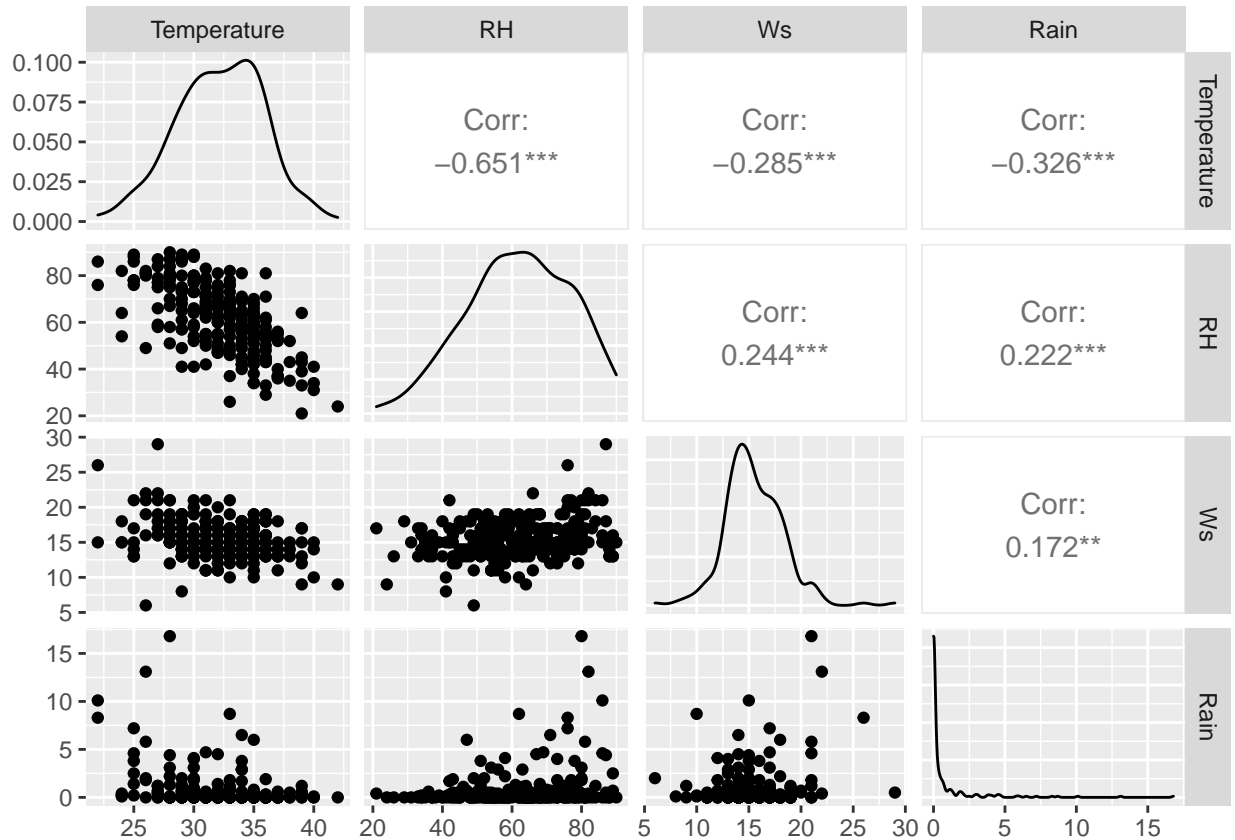 Temperature RH Ws Rain
0.100
0.075
0.050
0.025
0.000
Corr:
−0.651***
Corr:
−0.285***
Corr:
−0.326***
Temperature
80
60
40
20
Corr:
0.244***
Corr:
0.222***
RH
30
25
20
15
10
5
Corr:
0.172**
Ws
15
10
5
0
Rain
25 30 35 40 20 40 60 80 5 10 15 20 25 30 0 5 10 15